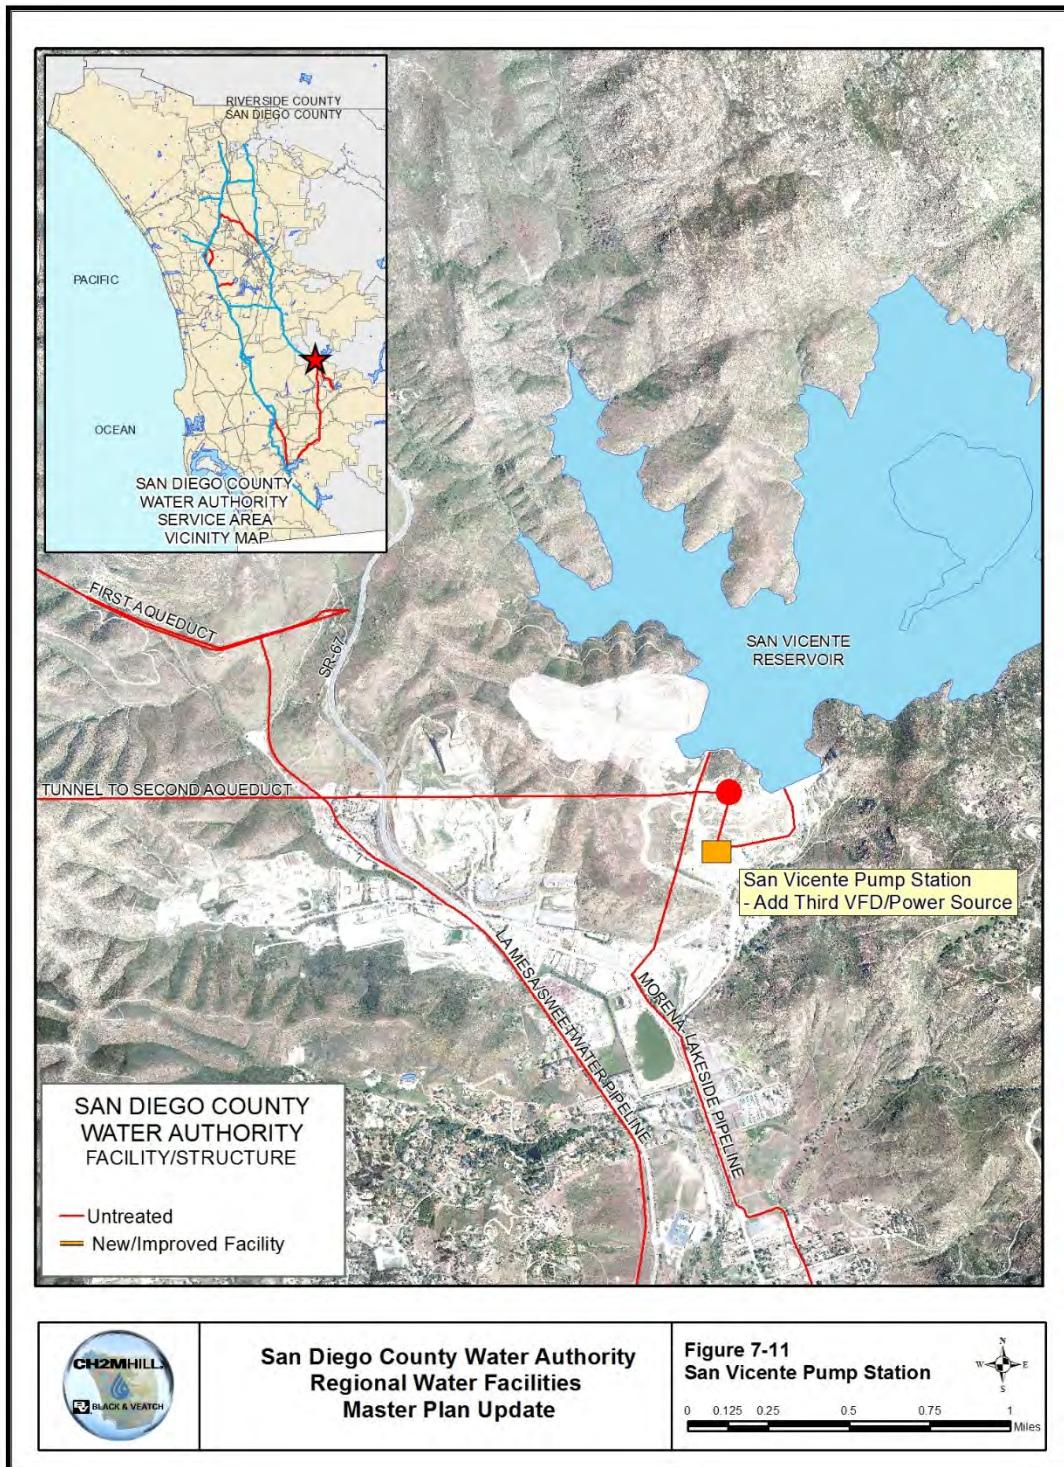 RIVERSIDE COUNTY
SAN DIEGO COUNTY
PACIFIC
OCEAN
SAN DIEGO COUNTY
WATER AUTHORITY
SERVICE AREA
VICINITY MAP
FIRST AQUEDUCT
SR-67
SAN VICENTE
RESERVOIR
TUNNEL TO SECOND AQUEDUCT
San Vicente Pump Station
- Add Third VFD/Power Source
LA MESA/SWEETWATER PIPELINE
MORENA- LAKESIDE PIPELINE
SAN DIEGO COUNTY
WATER AUTHORITY
FACILITY/STRUCTURE
Untreated
New/Improved Facility
CH2MHILL
BLACK & VEATCH
San Diego County Water Authority
Regional Water Facilities
Master Plan Update
Figure 7-11
San Vicente Pump Station
N
W E
S
0 0.125 0.25 0.5 0.75 1
Miles